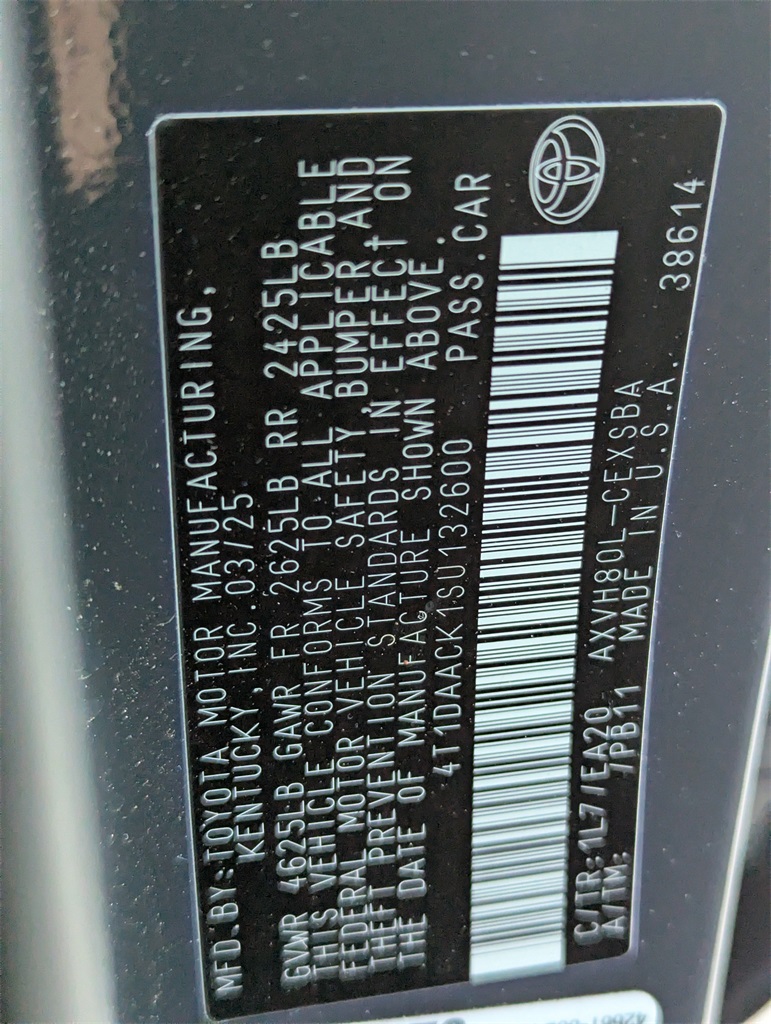 MFD.BY:TOYOTA MOTOR MANUFACTURING,
KENTUCKY,INC.03/25
GVWR 4625LB GAWR FR 2625LB RR 2425LB
THIS VEHICLE CONFORMS TO ALL APPLICABLE
FEDERAL MOTOR VEHICLE SAFETY,BUMPER,AND
THEFT PREVENTION STANDARDS IN EFFECT ON
THE DATE OF MANUFACTURE SHOWN ABOVE.
4T1DAACK1SU132600 PASS.CAR
C/TR:1L7/EA20 AXVH80L-CEXSBA
A/TM: /PB11 MADE IN U.S.A. 38614